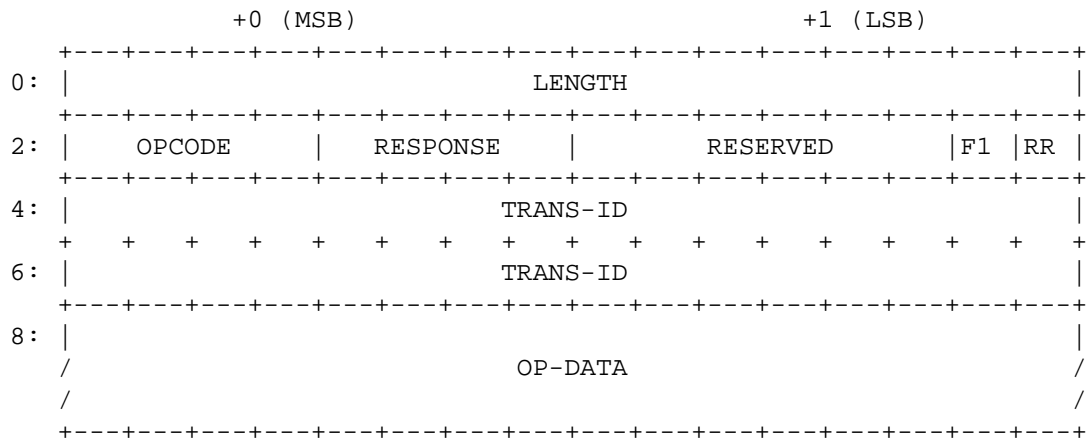 +0 (MSB) +1 (LSB)
+---+---+---+---+---+---+---+---+---+---+---+---+---+---+---+---+
0: | LENGTH |
+---+---+---+---+---+---+---+---+---+---+---+---+---+---+---+---+
2: | OPCODE | RESPONSE | RESERVED |F1 |RR |
+---+---+---+---+---+---+---+---+---+---+---+---+---+---+---+---+
4: | TRANS-ID |
+ + + + + + + + + + + + + + + + +
6: | TRANS-ID |
+---+---+---+---+---+---+---+---+---+---+---+---+---+---+---+---+
8: | |
/ OP-DATA /
/ /
+---+---+---+---+---+---+---+---+---+---+---+---+---+---+---+---+